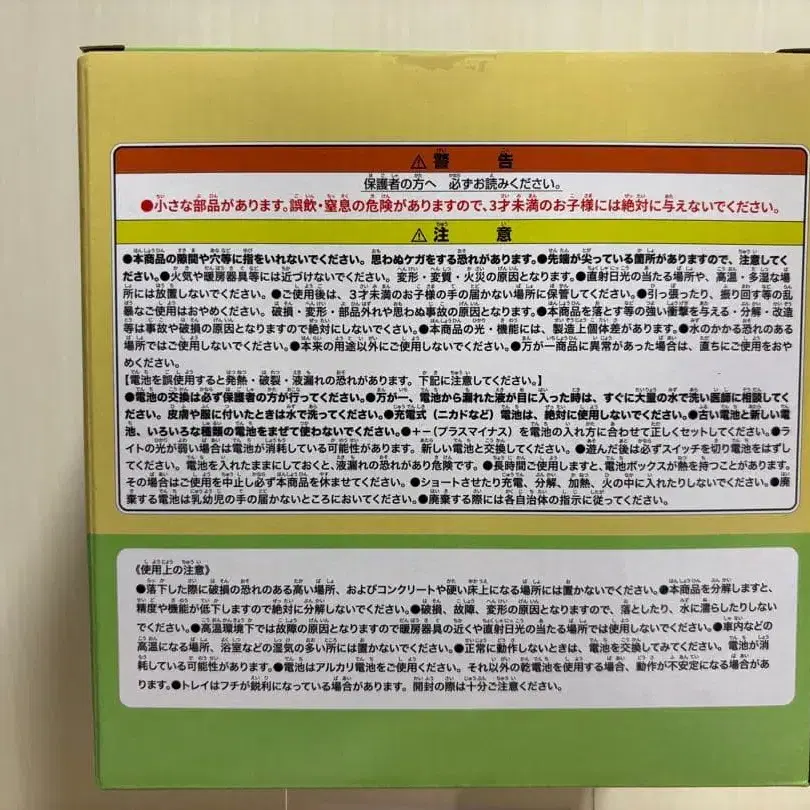 ⚠ 警告
保護者の方へ 必ずお読みください。
●小さな部品があります。誤飲・窒息の危険がありますので、3才未満のお子様には絶対に与えないでください。
⚠ 注意
●本商品の隙間や穴等に指をいれないでください。思わぬケガをする恐れがあります。●先端が尖っている箇所がありますので、注意してく
ださい。●火気や暖房器具等には近づけないでください。変形・変質・火災の原因となります。●直射日光の当たる場所や、高温・多湿な場
所には放置しないでください。●ご使用後は、3才未満のお子様の手の届かない場所に保管してください。●引っ張ったり、振り回す等の乱
暴なご使用はおやめください。破損・変形・部品外れや思わぬ事故の原因となります。●本商品を落とす等の強い衝撃を与える・分解・改造
等は事故や破損の原因となりますので絶対にしないでくさい。●本商品の光・機能には、製造上個体差があります。●水のかかる恐れのある
場所ではご使用しないでください。●本来の用途以外にご使用しないでください。●万が一商品に異常があった場合は、直ちにご使用をおや
めください。
【電池を誤使用すると発熱・破裂・液漏れの恐れがあります。下記に注意してください。】
●電池の交換は必ず保護者の方が行ってください。●万が一、電池から漏れた液が目に入った時は、すぐに大量の水で洗い医師に相談してく
ださい。皮膚や服に付いたときは水で洗ってください。●充電式（ニカドなど）電池は、絶対に使用しないでください。●古い電池と新しい電
池、いろいろな種類の電池をまぜて使わないでください。●+−（プラスマイナス）を電池の入れ方に合わせて正しくセットしてください。●ラ
イトの光が弱い場合は電池が消耗している可能性があります。新しい電池と交換してください。●遊んだ後は必ずスイッチを切り電池をはずし
てください。電池を入れたままにしておくと、液漏れの恐れがあり危険です。●長時間ご使用しますと、電池ボックスが熱を持つことがあります。
その場合はご使用を中止し必ず本商品を休ませてください。●ショートさせたり充電、分解、加熱、火の中に入れたりしないでください。●廃
棄する電池は乳幼児の手の届かないところにおいてください。●廃棄する際には各自治体の指示に従ってください。
《使用上の注意》
●落下した際に破損の恐れのある高い場所、およびコンクリートや硬い床上になる場所には置かないでください。●本商品を分解しますと、
精度や機能が低下しますので絶対に分解しないでください。●破損、故障、変形の原因となりますので、落としたり、水に濡らしたりしない
でください。●高温環境下では故障の原因となりますので暖房器具の近くや直射日光の当たる場所では使用しないでください。●車内などの
高温になる場所、浴室などの湿気の多い所には置かないでください。●正常に動作しないときは、電池を交換してみてください。電池が消
耗している可能性があります。●電池はアルカリ電池をご使用ください。それ以外の乾電池を使用する場合、動作が不安定になる場合があ
ります。●トレイはフチが鋭利になっている場合があります。開封の際は十分ご注意ください。